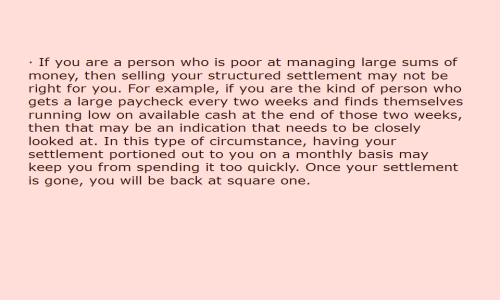 · If you are a person who is poor at managing large sums of
money, then selling your structured settlement may not be
right for you. For example, if you are the kind of person who
gets a large paycheck every two weeks and finds themselves
running low on available cash at the end of those two weeks,
then that may be an indication that needs to be closely
looked at. In this type of circumstance, having your
settlement portioned out to you on a monthly basis may
keep you from spending it too quickly. Once your settlement
is gone, you will be back at square one.